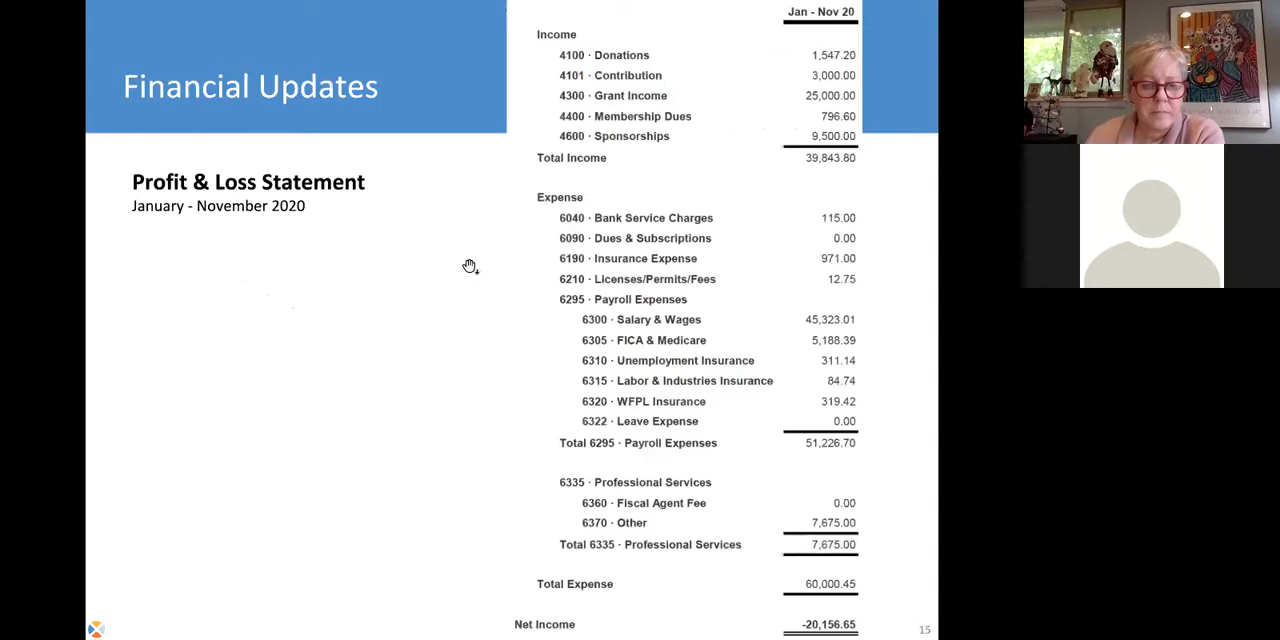 Financial Updates
Profit & Loss Statement
January - November 2020
Jan - Nov 20
Income
4100 · Donations 1,547.20
4101 · Contribution 3,000.00
4300 · Grant Income 25,000.00
4400 · Membership Dues 796.60
4600 · Sponsorships 9,500.00
Total Income 39,843.80
Expense
6040 · Bank Service Charges 115.00
6090 · Dues & Subscriptions 0.00
6190 · Insurance Expense 971.00
6210 · Licenses/Permits/Fees 12.75
6295 · Payroll Expenses
6300 · Salary & Wages 45,323.01
6305 · FICA & Medicare 5,188.39
6310 · Unemployment Insurance 311.14
6315 · Labor & Industries Insurance 84.74
6320 · WFPL Insurance 319.42
6322 · Leave Expense 0.00
Total 6295 · Payroll Expenses 51,226.70
6335 · Professional Services
6360 · Fiscal Agent Fee 0.00
6370 · Other 7,675.00
Total 6335 · Professional Services 7,675.00
Total Expense 60,000.45
Net Income -20,156.65
15